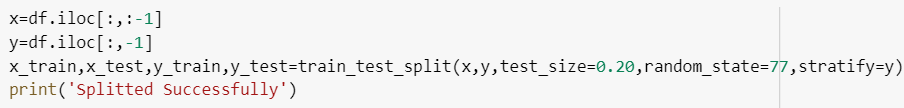 x=df.iloc[:,:-1]
y=df.iloc[:,-1]
x_train,x_test,y_train,y_test=train_test_split(x,y,test_size=0.20,random_state=77,stratify=y)
print('Splitted Successfully')